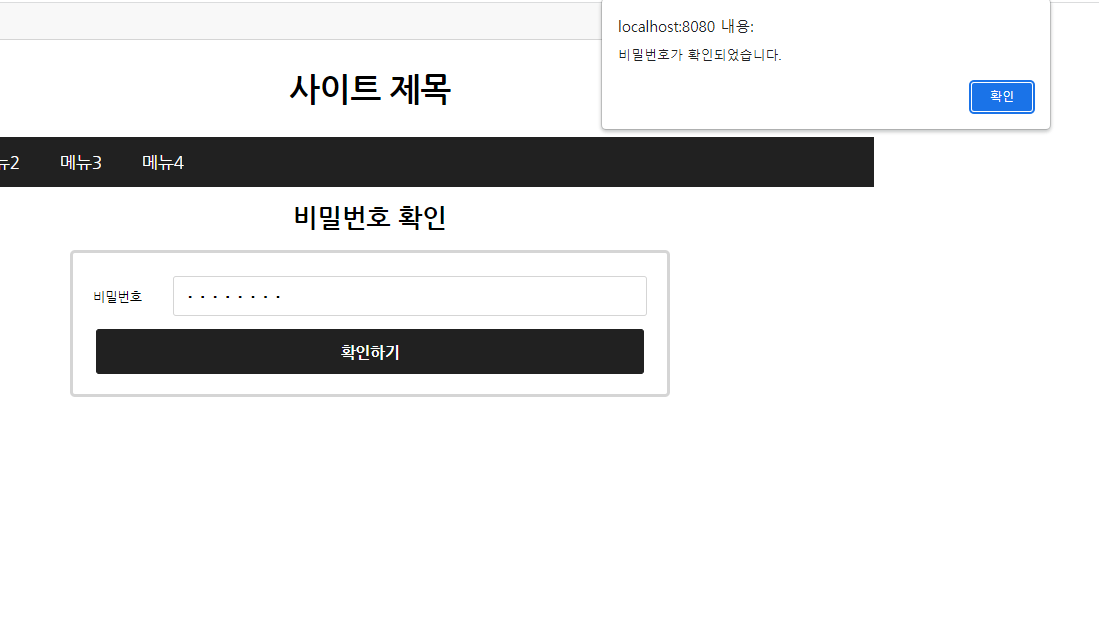 localhost:8080 내용:
비밀번호가 확인되었습니다.
확인
사이트 제목
뉴2 메뉴3 메뉴4
비밀번호 확인
비밀번호 ・・・・・・・・
확인하기